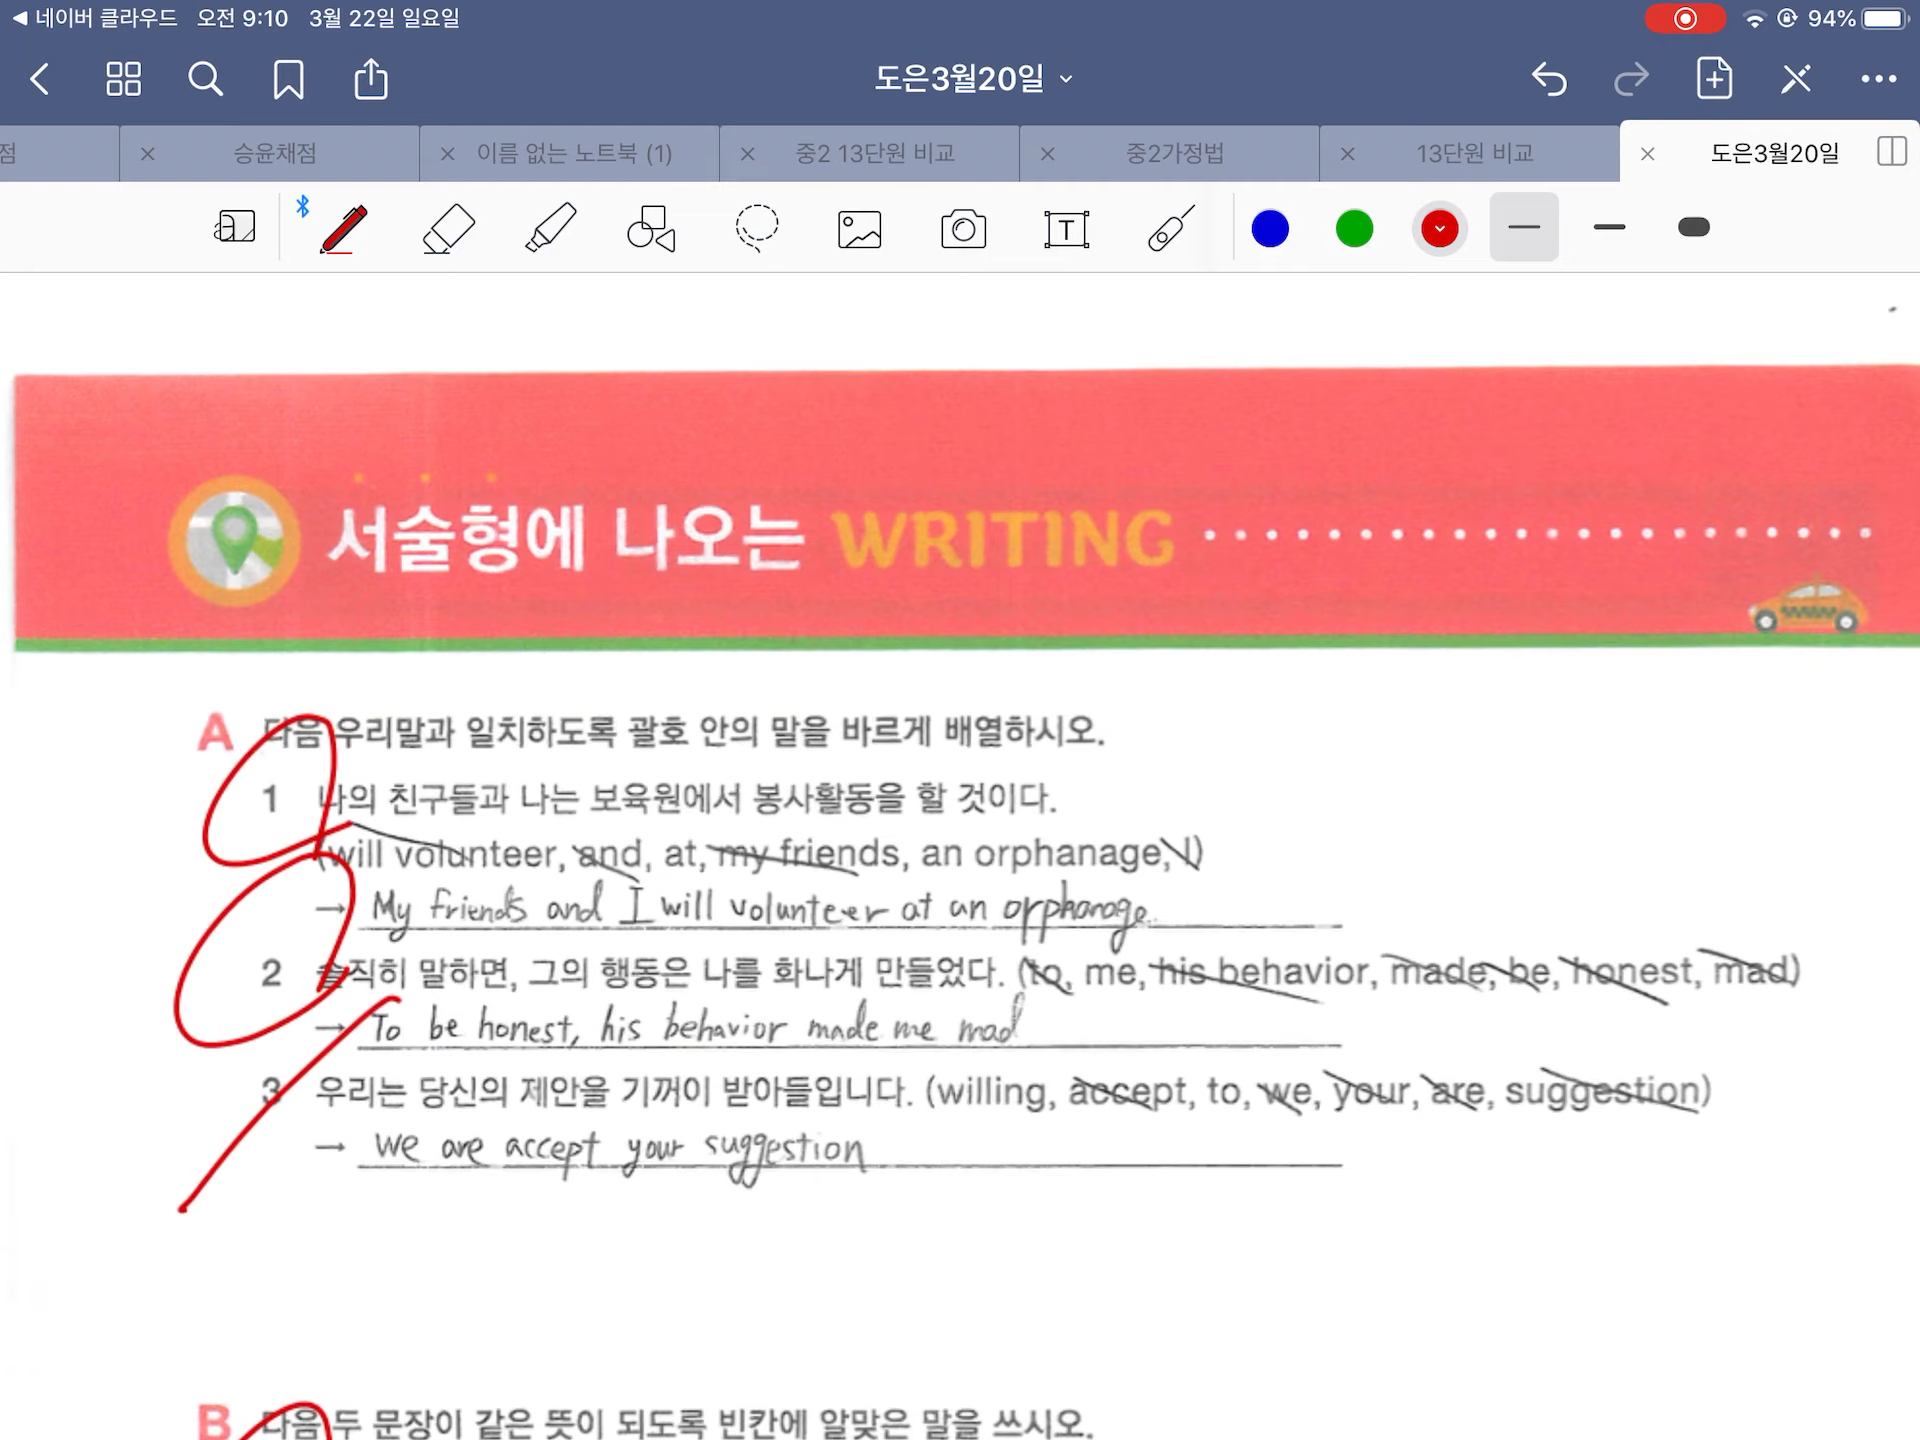 ◀ 네이버 클라우드 오전 9:10 3월 22일 일요일 94%
도은3월20일
점 승윤채점 이름 없는 노트북 (1) 중2 13단원 비교 중2가정법 13단원 비교 도은3월20일
서술형에 나오는 WRITING
A 다음 우리말과 일치하도록 괄호 안의 말을 바르게 배열하시오.
1 나의 친구들과 나는 보육원에서 봉사활동을 할 것이다.
(will volunteer, and, at, my friends, an orphanage, I)
→ My friends and I will volunteer at an orphanage.
2 솔직히 말하면, 그의 행동은 나를 화나게 만들었다. (to, me, his behavior, made, be, honest, mad)
→ To be honest, his behavior made me mad
3 우리는 당신의 제안을 기꺼이 받아들입니다. (willing, accept, to, we, your, are, suggestion)
→ We are accept your suggestion
B 다음 두 문장이 같은 뜻이 되도록 빈칸에 알맞은 말을 쓰시오.